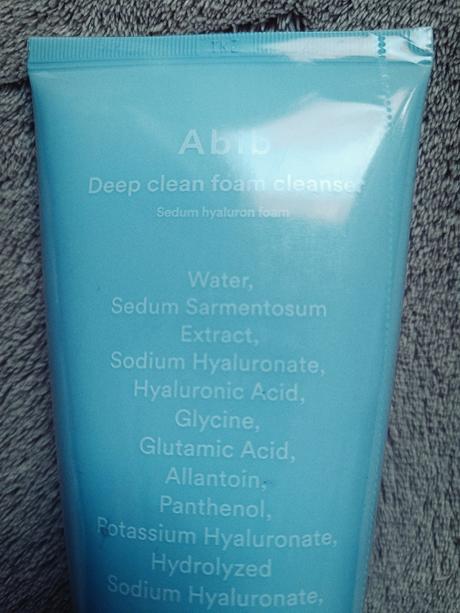 Abib
Deep clean foam cleanser
Sedum hyaluron foam
Water,
Sedum Sarmentosum
Extract,
Sodium Hyaluronate,
Hyaluronic Acid,
Glycine,
Glutamic Acid,
Allantoin,
Panthenol,
Potassium Hyaluronate,
Hydrolyzed
Sodium Hyaluronate,